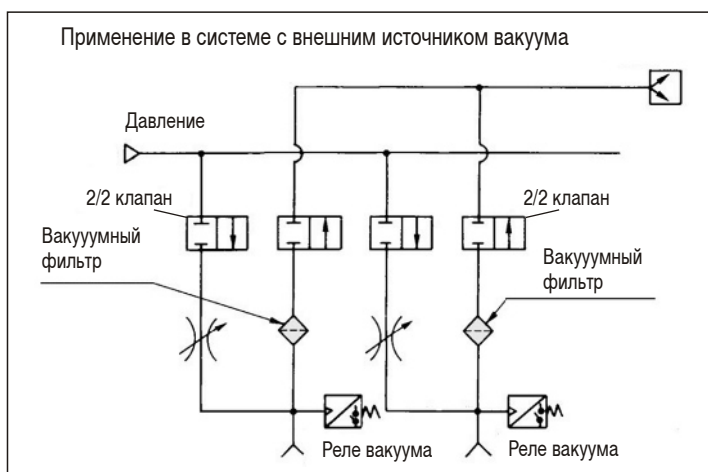 Применение в системе с внешним источником вакуума
Давление
2/2 клапан
2/2 клапан
Вакууумный
фильтр
Вакууумный
фильтр
Реле вакуума
Реле вакуума